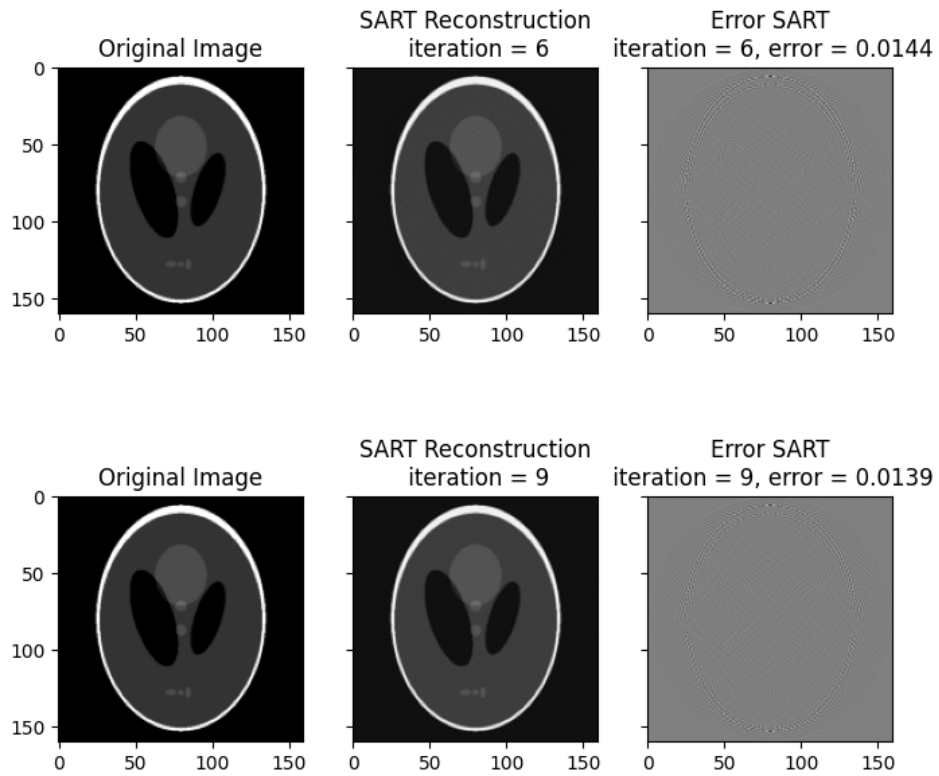 Original Image
SART Reconstruction
iteration = 6
Error SART
iteration = 6, error = 0.0144
0
50
100
150
0 50 100 150
0 50 100 150
0 50 100 150
Original Image
SART Reconstruction
iteration = 9
Error SART
iteration = 9, error = 0.0139
0
50
100
150
0 50 100 150
0 50 100 150
0 50 100 150